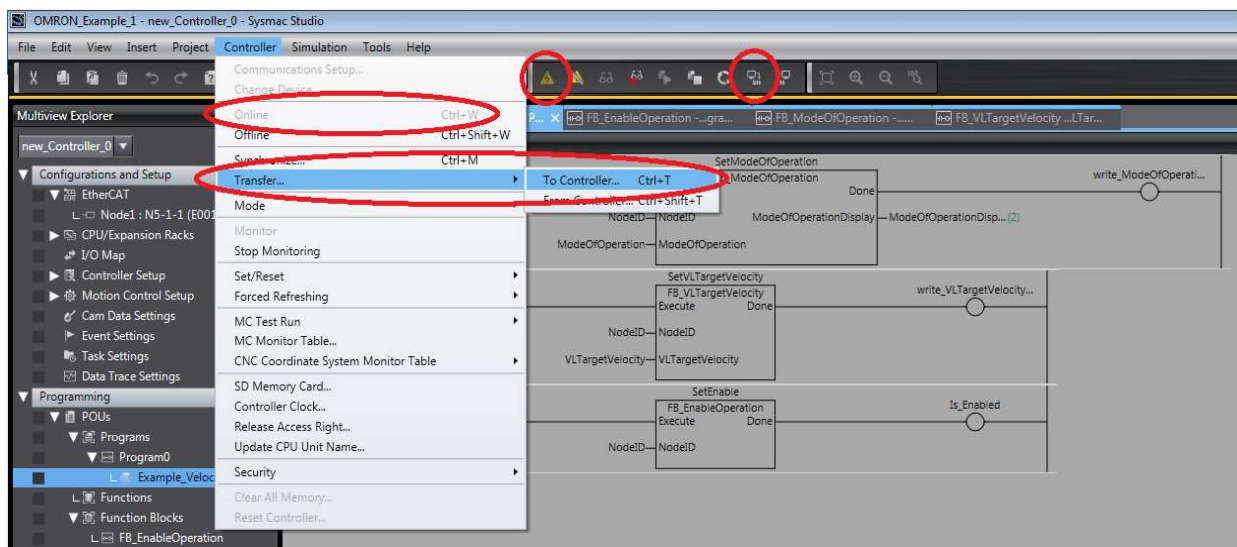 OMRON_Example_1 - new_Controller_0 - Sysmac Studio
File Edit View Insert Project Controller Simulation Tools Help
Multiview Explorer
new_Controller_0
Configurations and Setup
EtherCAT
Node1 : N5-1-1 (E001
CPU/Expansion Racks
I/O Map
Controller Setup
Motion Control Setup
Cam Data Settings
Event Settings
Task Settings
Data Trace Settings
Programming
POUs
Programs
Program0
Example_Veloc
Functions
Function Blocks
FB_EnableOperation
Communications Setup...
Change Device...
Online Ctrl+W
Offline Ctrl+Shift+W
Synchronize... Ctrl+M
Transfer...
Mode
Monitor
Stop Monitoring
Set/Reset
Forced Refreshing
MC Test Run
MC Monitor Table...
CNC Coordinate System Monitor Table
SD Memory Card...
Controller Clock...
Release Access Right...
Update CPU Unit Name...
Security
Clear All Memory...
Reset Controller...
To Controller... Ctrl+T
From Controller... Ctrl+Shift+T
P... FB_EnableOperation -...gra... FB_ModeOfOperation -...... FB_VLTargetVelocity ...LTar...
SetModeOfOperation
_ModeOfOperation write_ModeOfOperati...
Done
NodeID NodeID ModeOfOperationDisplay ModeOfOperationDisp... (2)
ModeOfOperation ModeOfOperation
SetVLTargetVelocity
FB_VLTargetVelocity write_VLTargetVelocity...
Execute Done
NodeID NodeID
VLTargetVelocity VLTargetVelocity
SetEnable
FB_EnableOperation Is_Enabled
Execute Done
NodeID NodeID